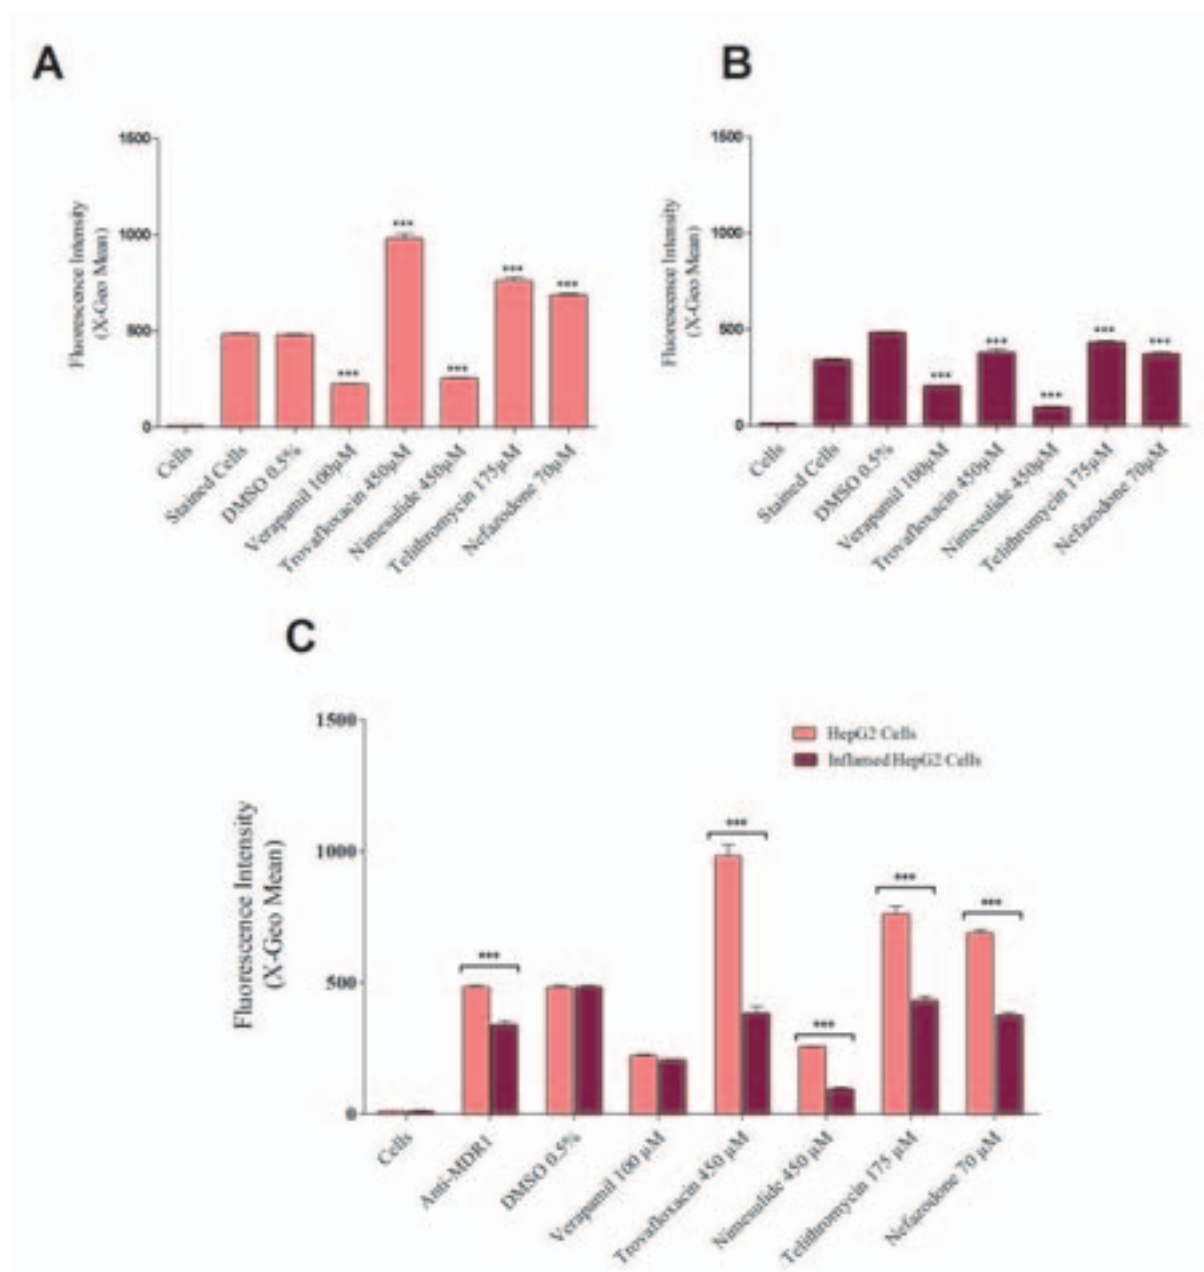 A
1500
1000
500
0
Fluorescence Intensity
(X-Geo Mean)
***
***
***
***
***
Cells
Stained Cells
DMSO 0.5%
Verapamil 100µM
Trovafloxacin 450µM
Nimesulide 450µM
Telithromycin 175µM
Nefazodone 70µM
B
1500
1000
500
0
Fluorescence Intensity
(X-Geo Mean)
***
***
***
***
***
Cells
Stained Cells
DMSO 0.5%
Verapamil 100µM
Trovafloxacin 450µM
Nimesulide 450µM
Telithromycin 175µM
Nefazodone 70µM
C
1500
1000
500
0
Fluorescence Intensity
(X-Geo Mean)
HepG2 Cells
Inflamed HepG2 Cells
***
***
***
***
***
Cells
Anti-MDR1
DMSO 0.5%
Verapamil 100 µM
Trovafloxacin 450 µM
Nimesulide 450 µM
Telithromycin 175 µM
Nefazodone 70 µM